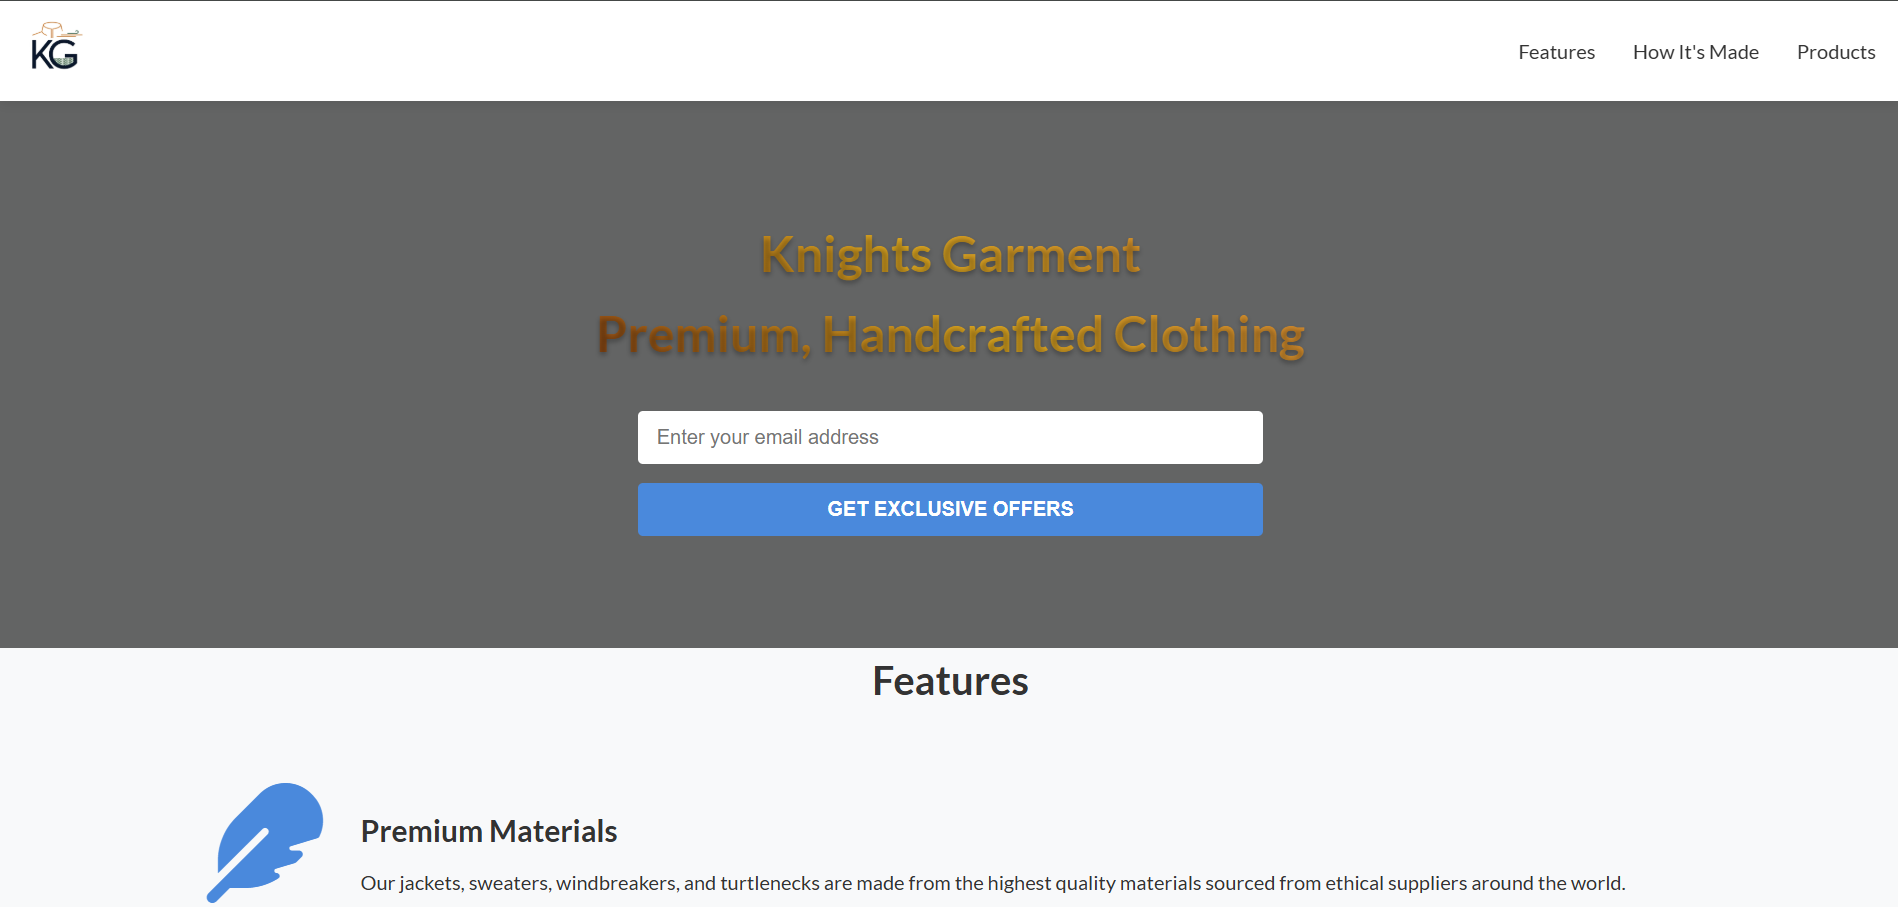 KG
Features
How It's Made
Products
Knights Garment
Premium, Handcrafted Clothing
Enter your email address
GET EXCLUSIVE OFFERS
Features
Premium Materials
Our jackets, sweaters, windbreakers, and turtlenecks are made from the highest quality materials sourced from ethical suppliers around the world.